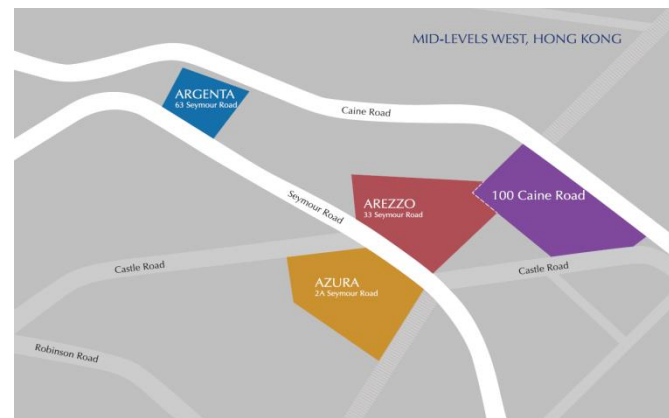 MID-LEVELS WEST, HONG KONG
ARGENTA
63 Seymour Road
Caine Road
Seymour Road
AREZZO
33 Seymour Road
100 Caine Road
Castle Road
Castle Road
AZURA
2A Seymour Road
Robinson Road